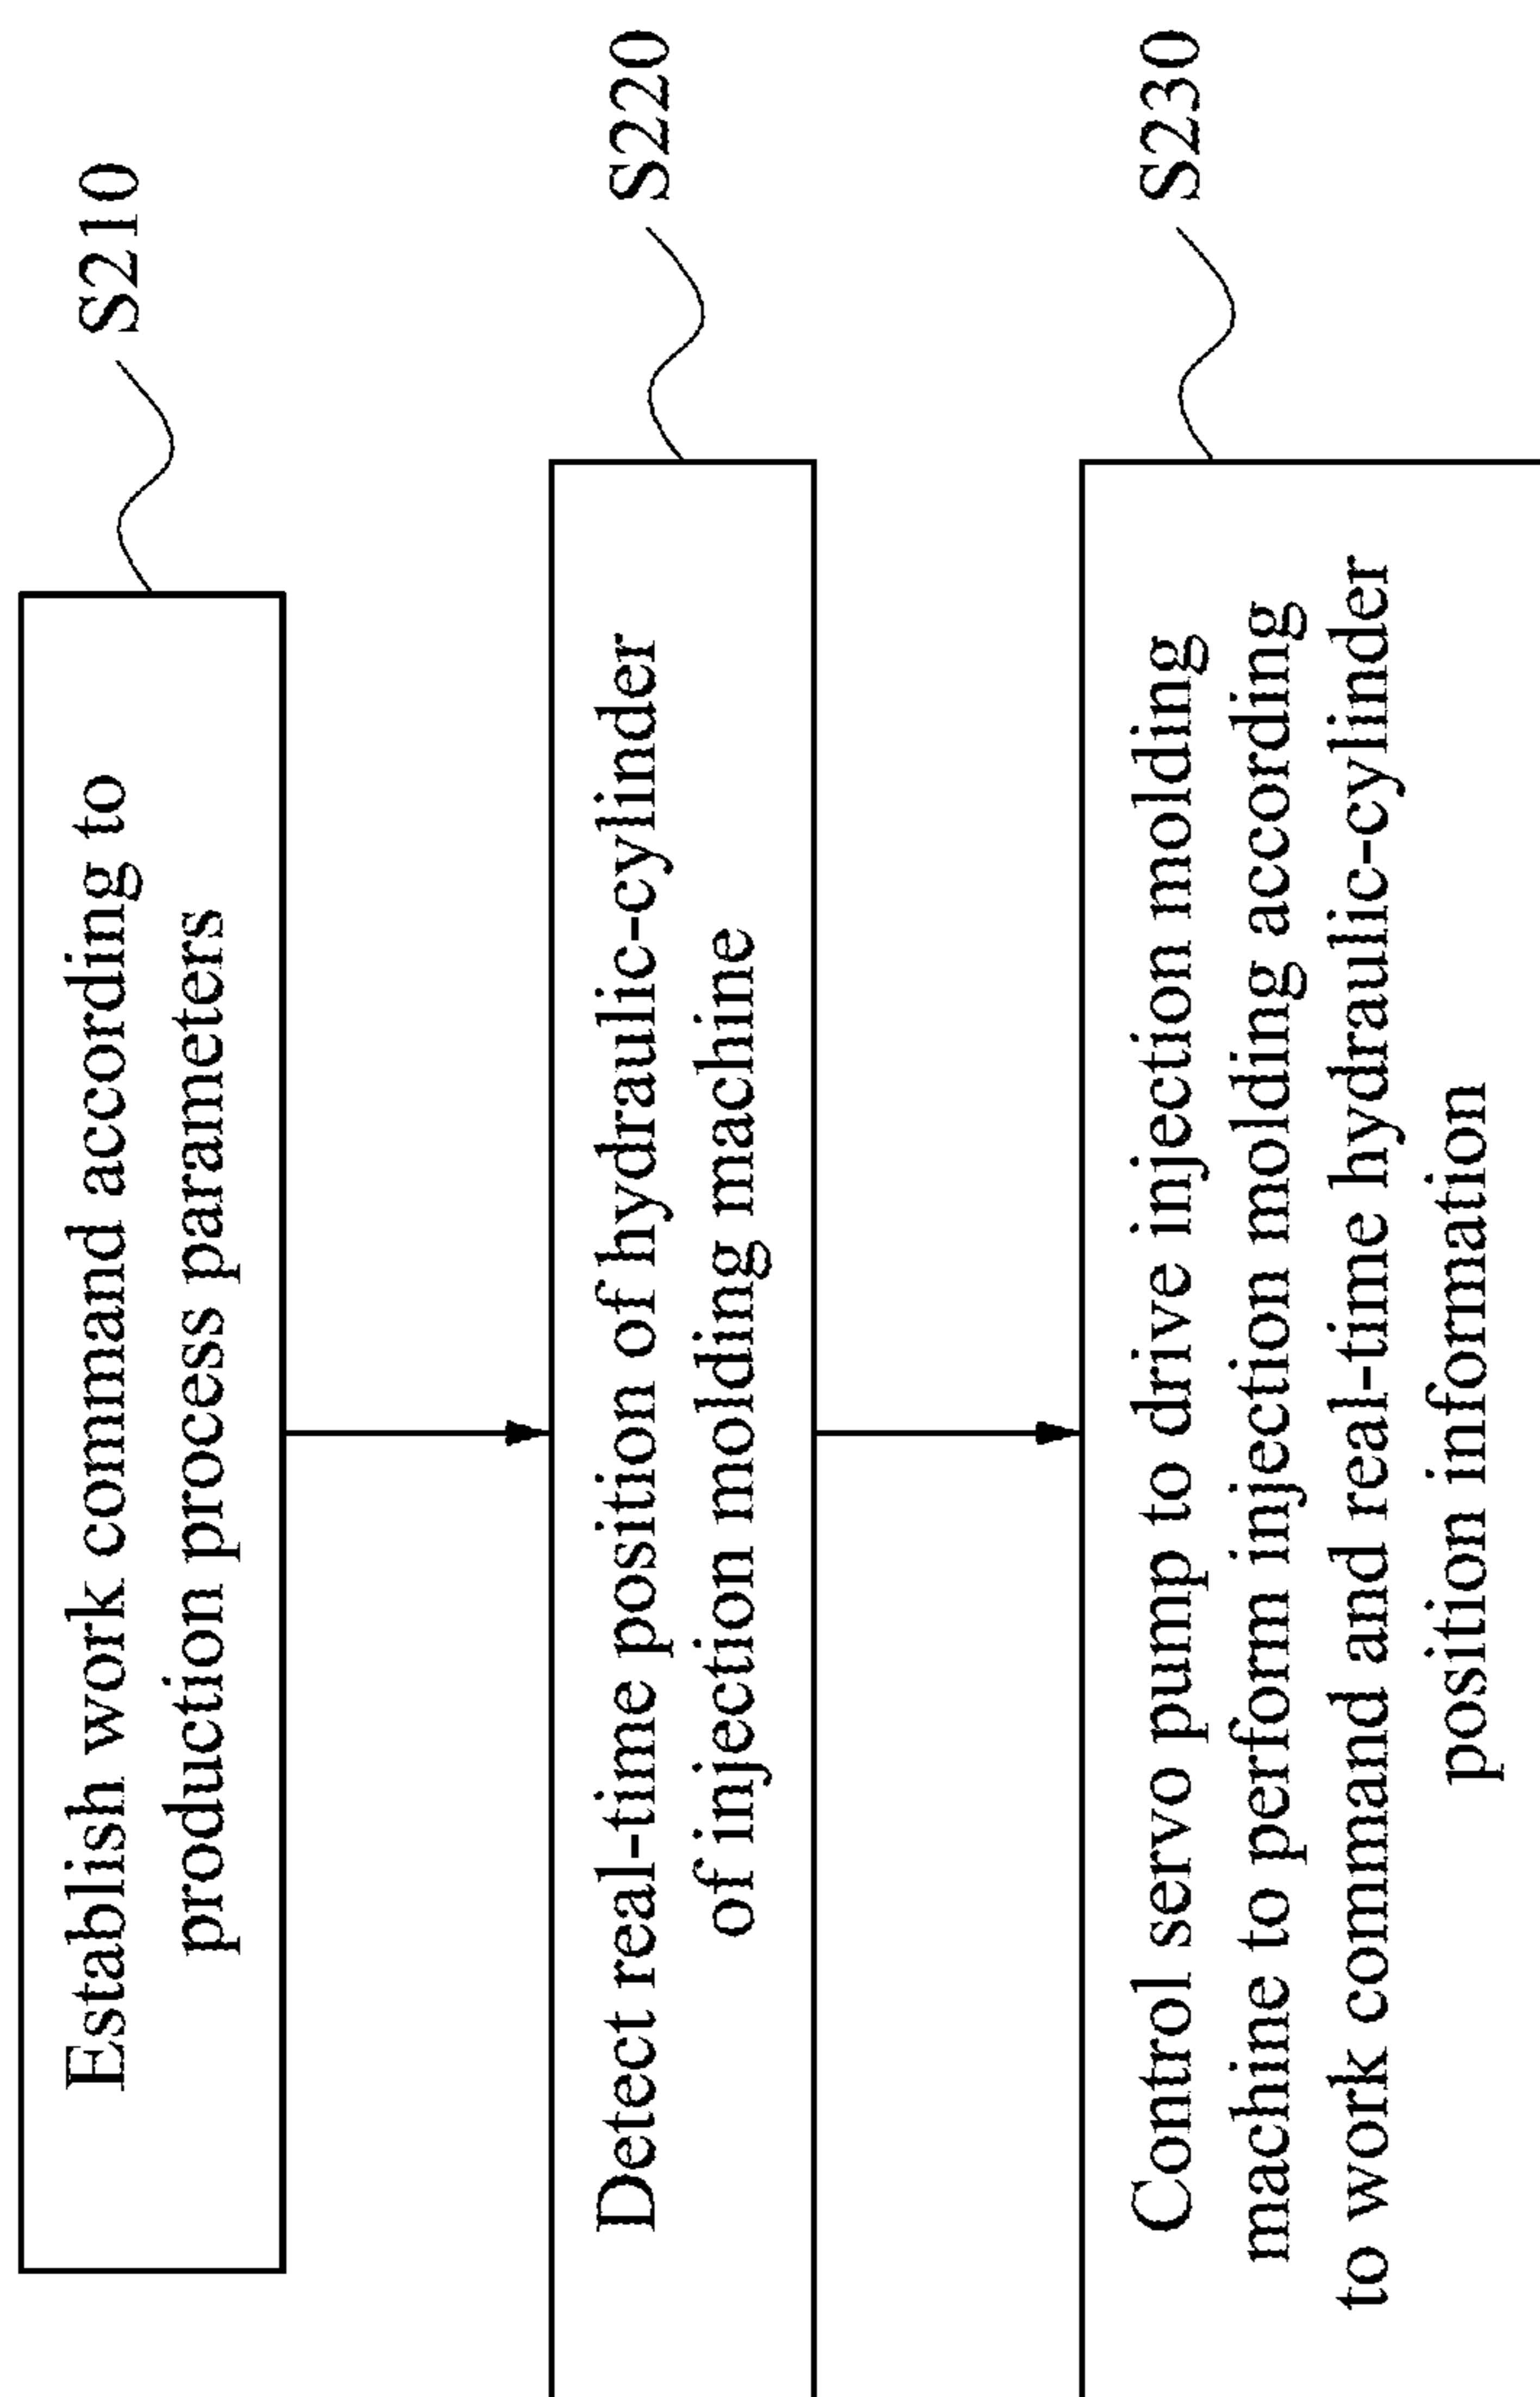 S210
Establish work command according to
production process parameters
S220
Detect real-time position of hydraulic-cylinder
of injection molding machine
S230
Control servo pump to drive injection molding
machine to perform injection molding according
to work command and real-time hydraulic-cylinder
position information